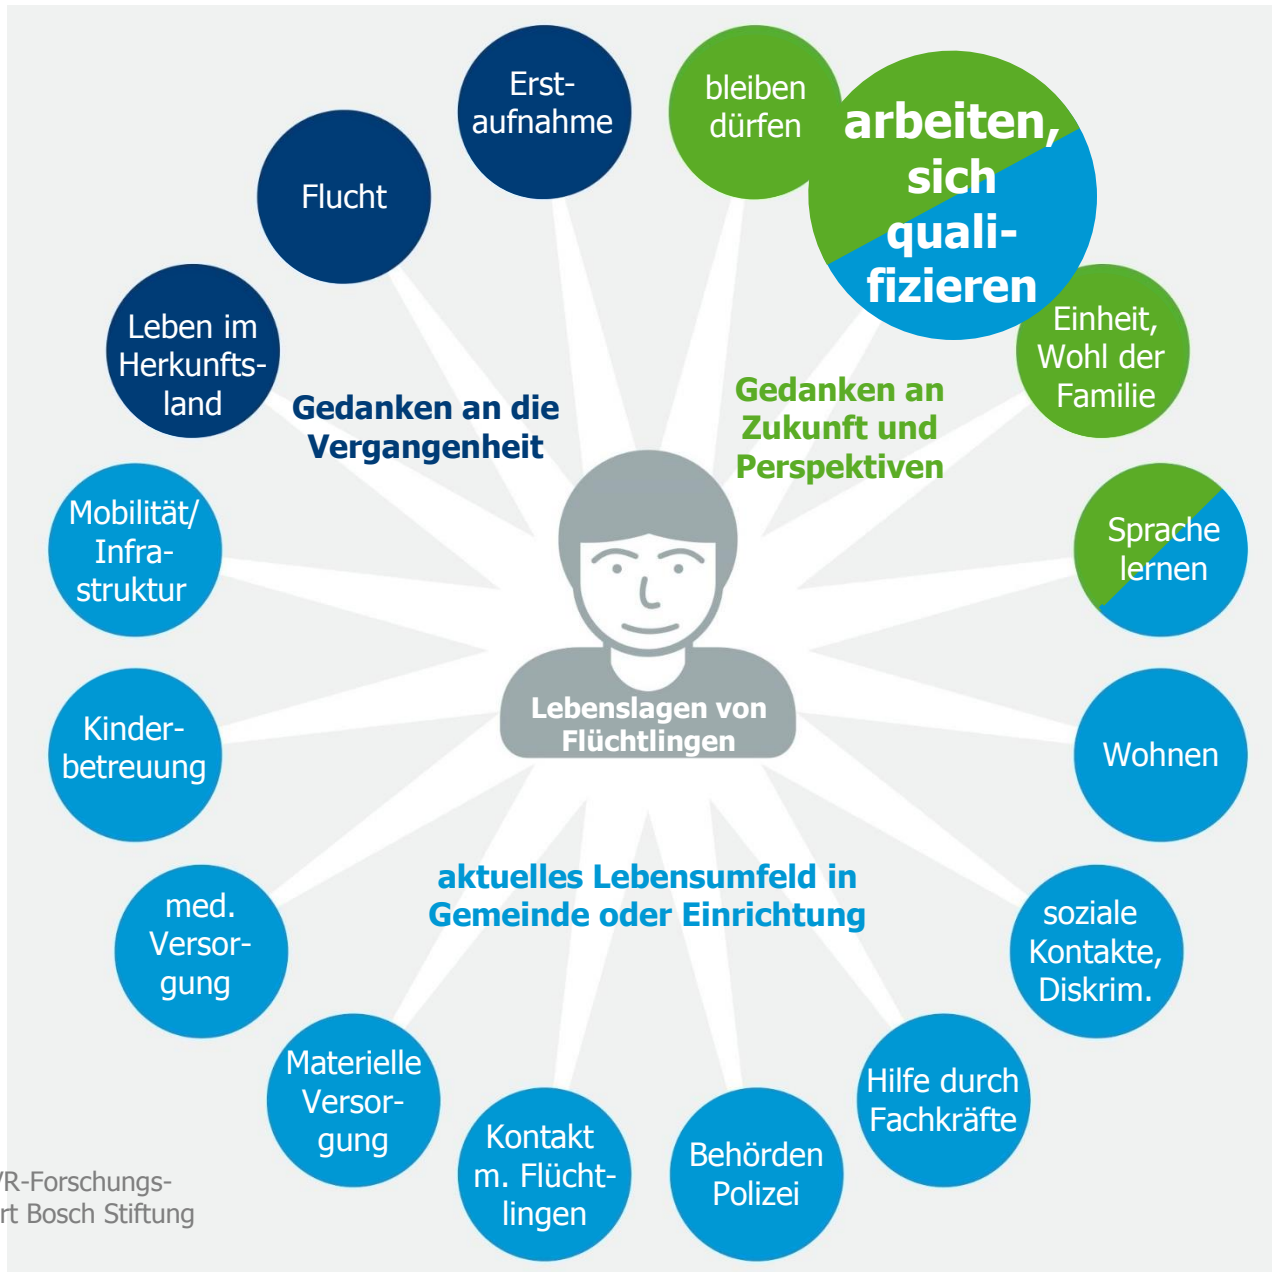 Erst-
aufnahme
bleiben
dürfen
arbeiten,
sich
quali-
fizieren
Flucht
Leben im
Herkunfts-
land
Einheit,
Wohl der
Familie
Gedanken an die
Vergangenheit
Gedanken an
Zukunft und
Perspektiven
Mobilität/
Infra-
struktur
Sprache
lernen
Lebenslagen von
Flüchtlingen
Kinder-
betreuung
Wohnen
aktuelles Lebensumfeld in
Gemeinde oder Einrichtung
med.
Versor-
gung
soziale
Kontakte,
Diskrim.
Materielle
Versor-
gung
Hilfe durch
Fachkräfte
Kontakt
m. Flücht-
lingen
Behörden
Polizei
VR-Forschungs-
rt Bosch Stiftung